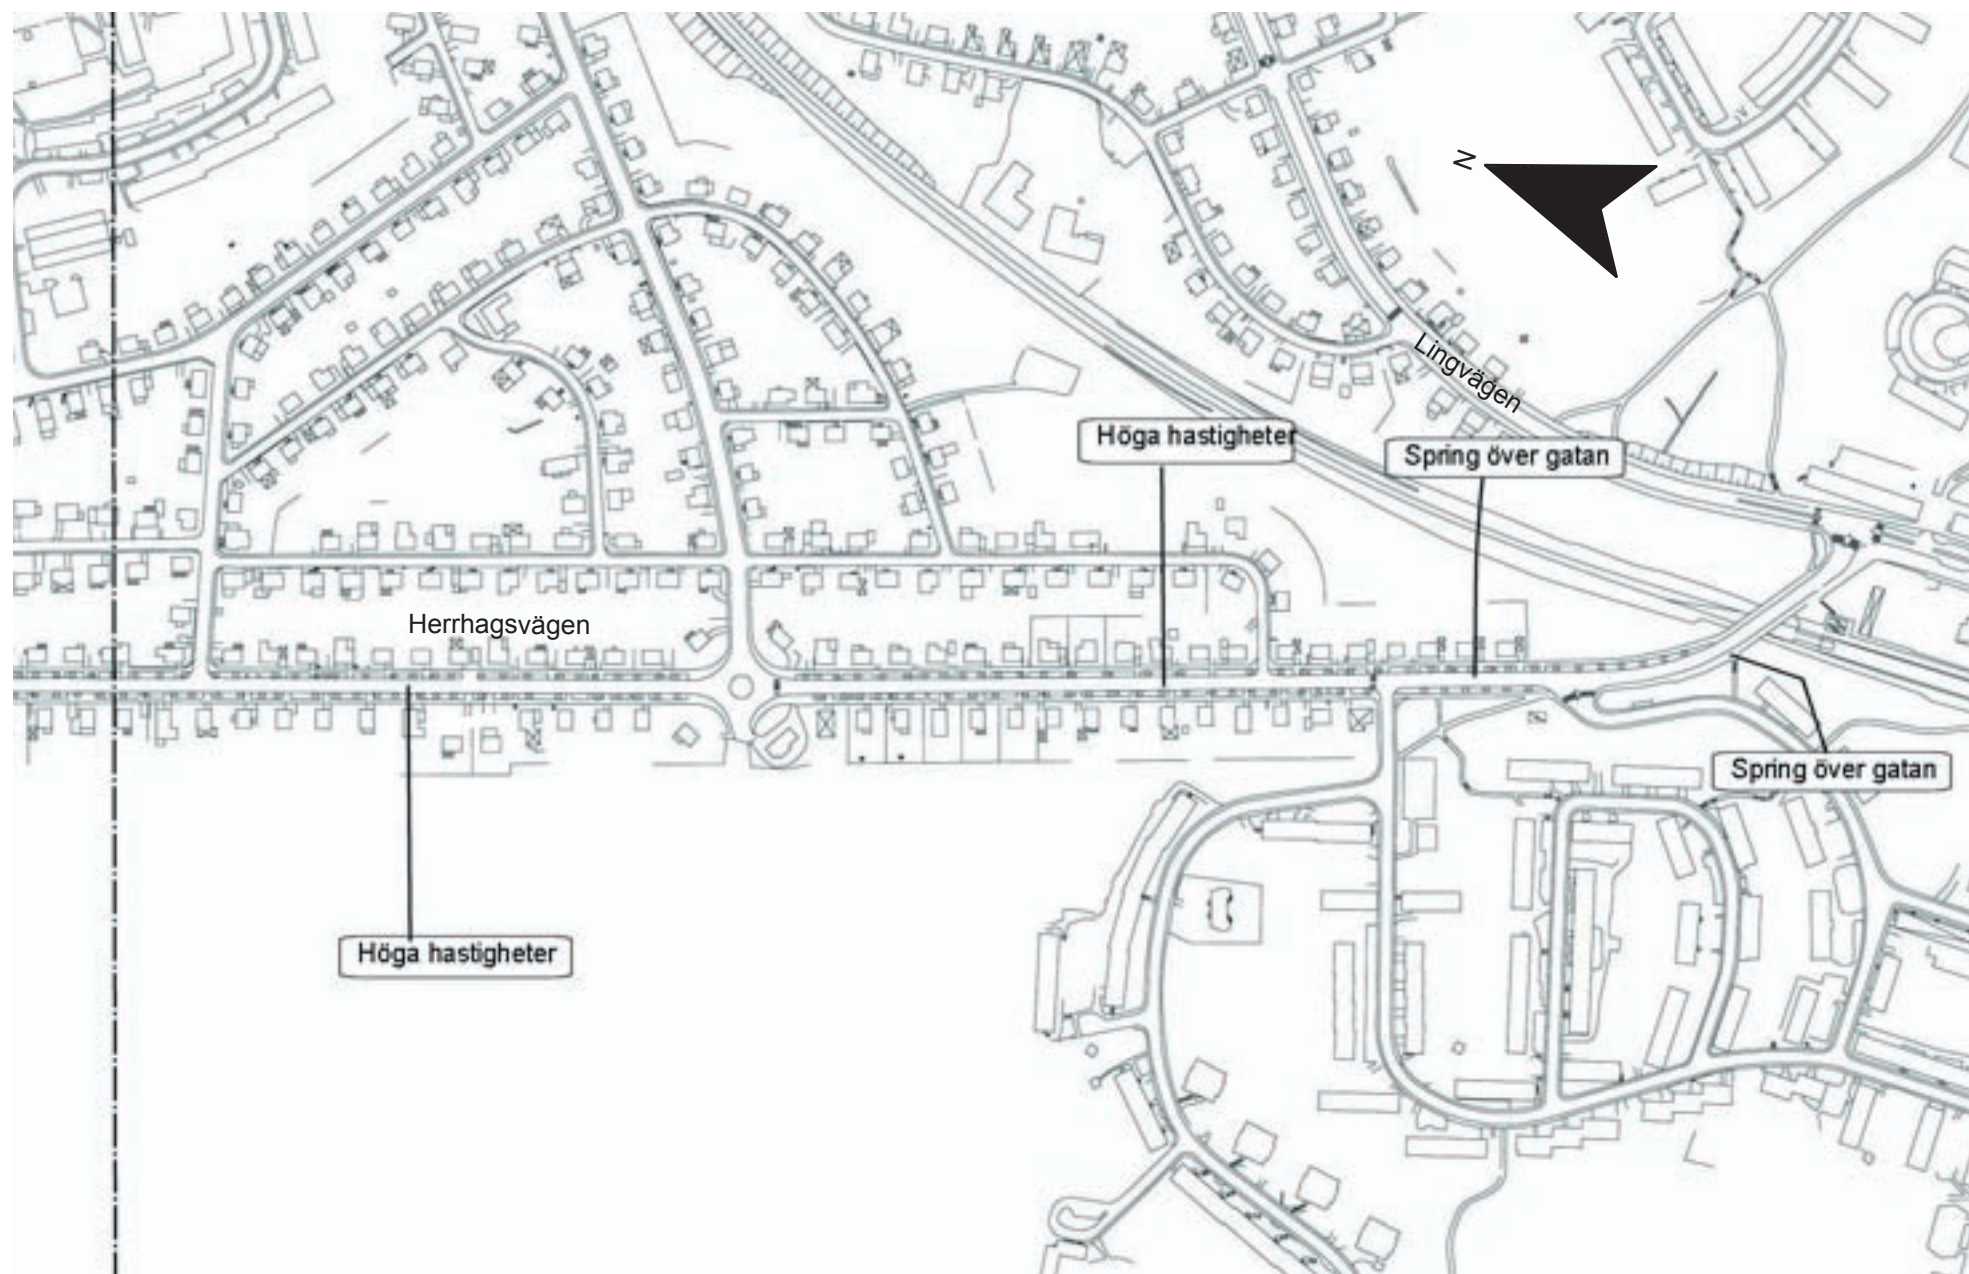 N
Lingvägen
Höga hastigheter
Spring över gatan
Herrhagsvägen
Spring över gatan
Höga hastigheter